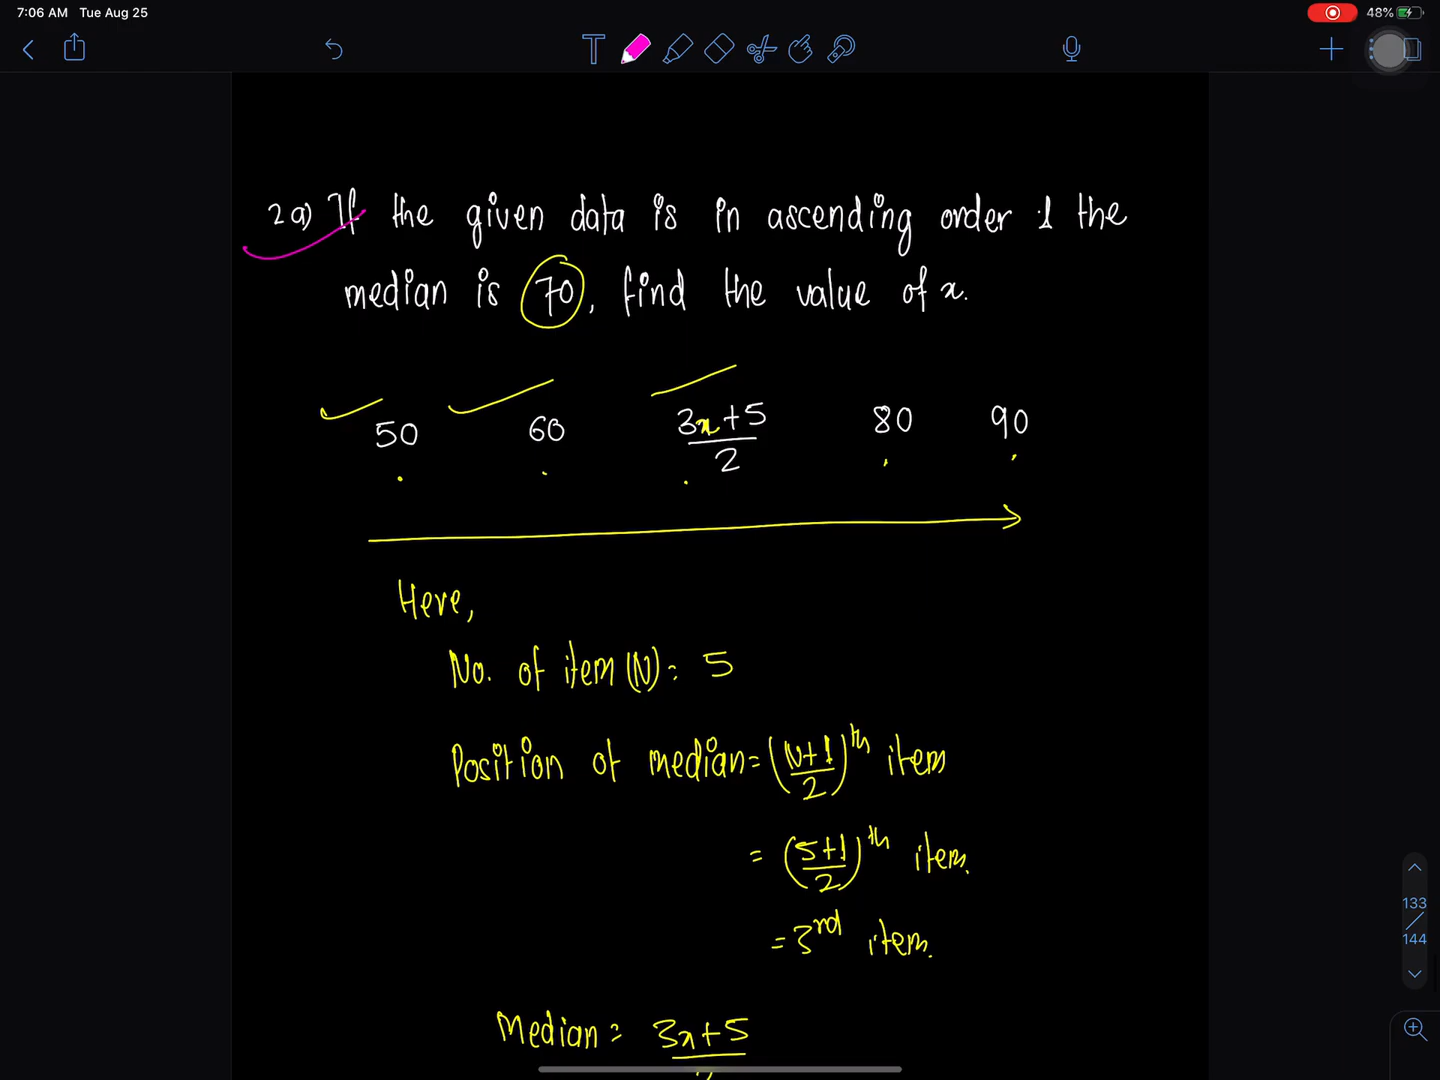 7:06 AM Tue Aug 25
48%
2a) If the given data is in ascending order & the
median is 70, find the value of x.
50 60 3x+5/2 80 90
Here,
No. of item (N) = 5
Position of median = (N+1/2)th item
= (5+1/2)th item.
= 3rd item.
Median = 3x+5
133
144